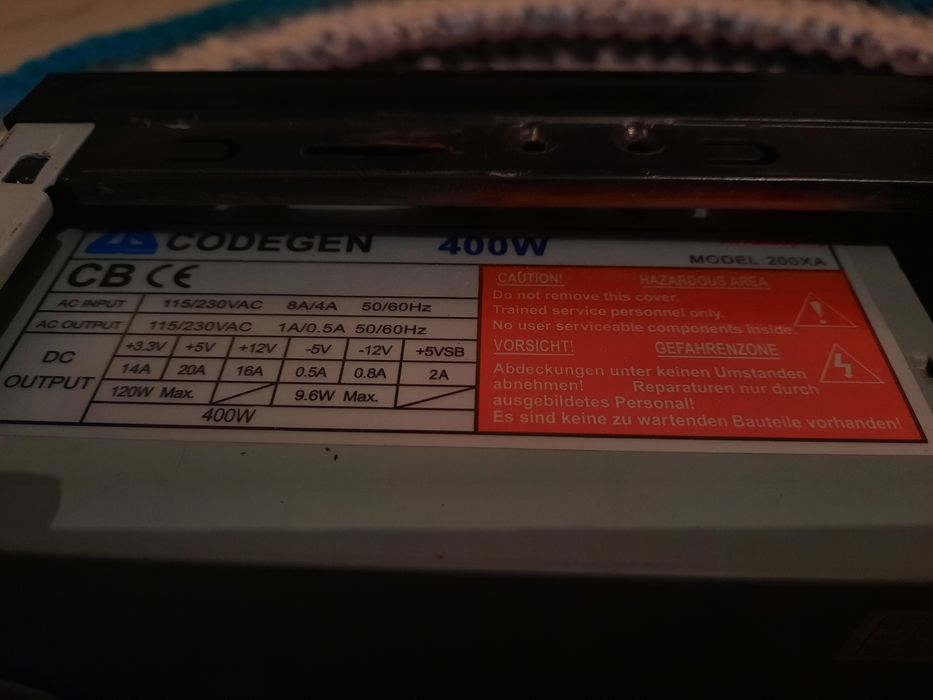 CODEGEN 400W
MODEL:200XA
CB CE
AC INPUT 115/230VAC 8A/4A 50/60Hz
AC OUTPUT 115/230VAC 1A/0.5A 50/60Hz
DC OUTPUT
+3.3V +5V +12V -5V -12V +5VSB
14A 20A 16A 0.5A 0.8A 2A
120W Max. 9.6W Max.
400W
CAUTION! HAZARDOUS AREA
Do not remove this cover.
Trained service personnel only.
No user serviceable components inside.
VORSICHT! GEFAHRENZONE
Abdeckungen unter keinen Umständen
abnehmen! Reparaturen nur durch
ausgebildetes Personal!
Es sind keine zu wartenden Bauteile vorhanden!